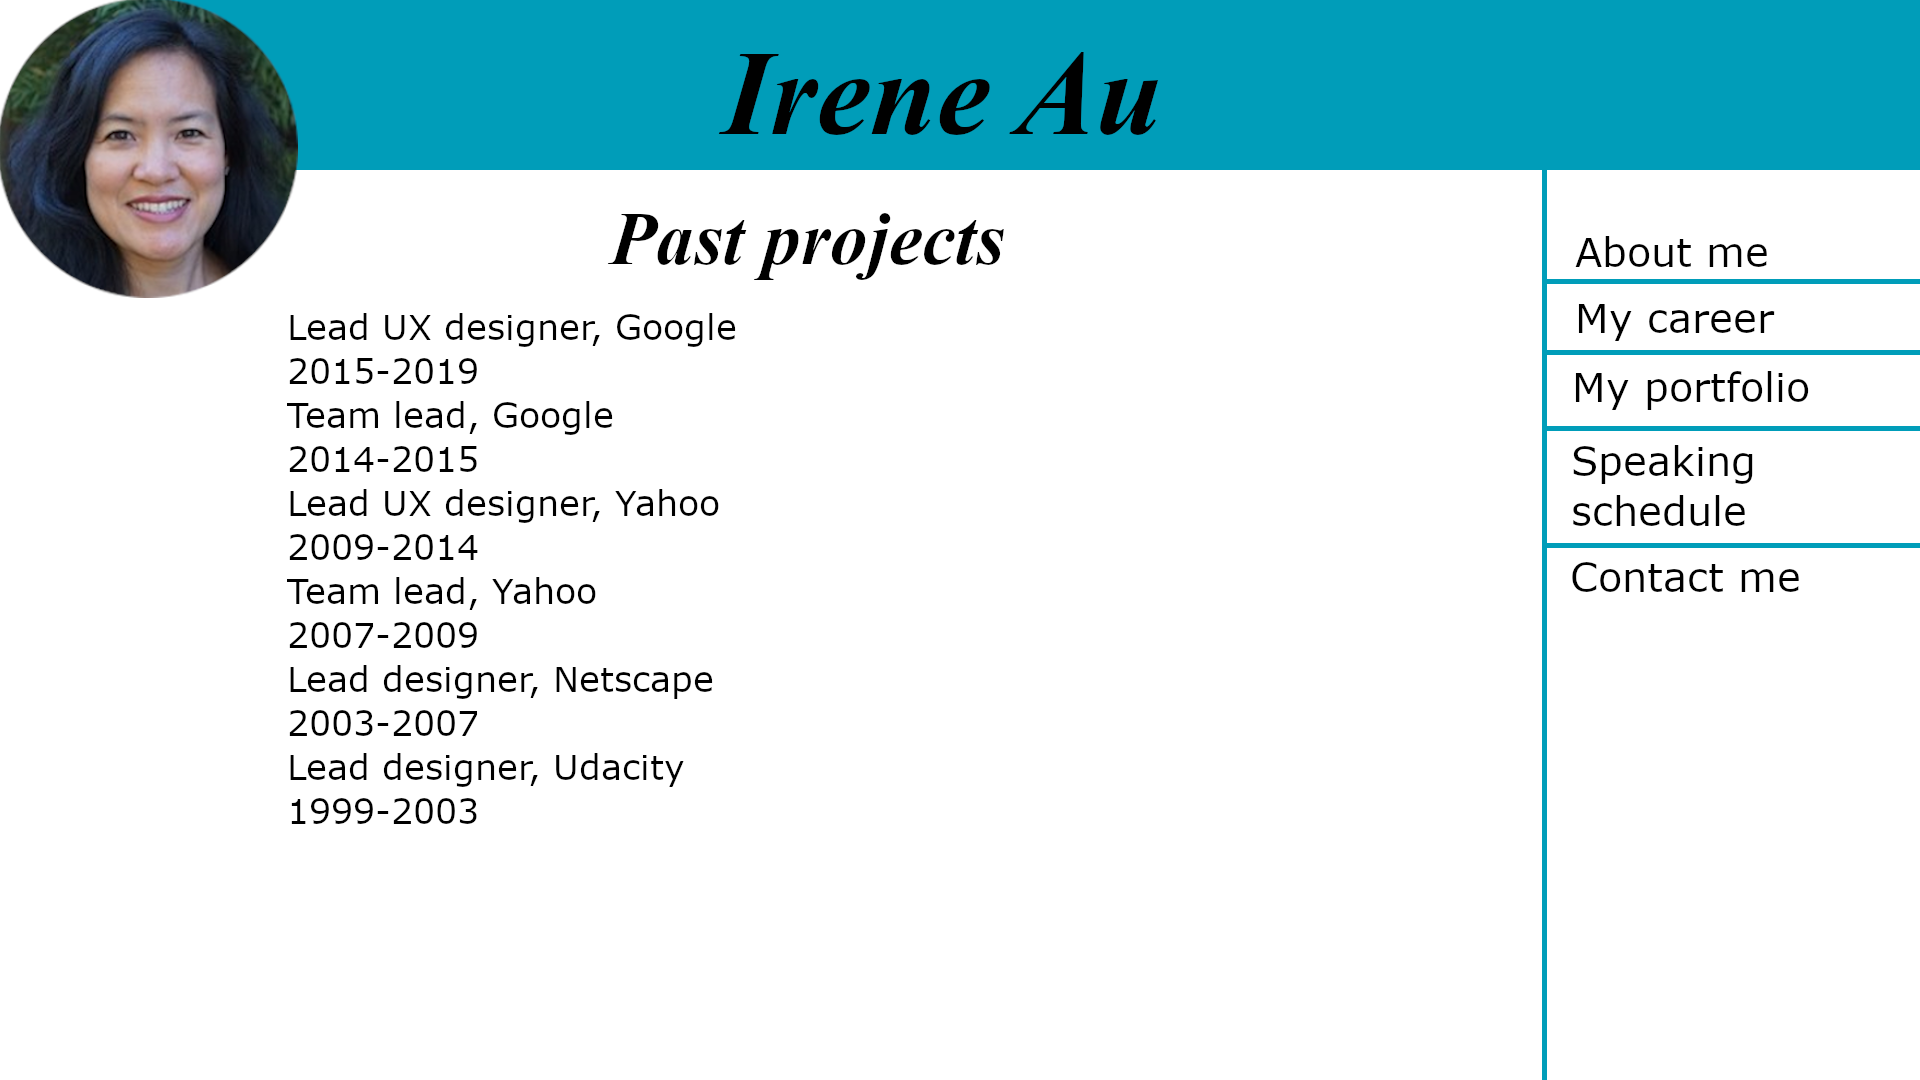 Irene Au
Past projects
Lead UX designer, Google
2015-2019
Team lead, Google
2014-2015
Lead UX designer, Yahoo
2009-2014
Team lead, Yahoo
2007-2009
Lead designer, Netscape
2003-2007
Lead designer, Udacity
1999-2003
About me
My career
My portfolio
Speaking
schedule
Contact me